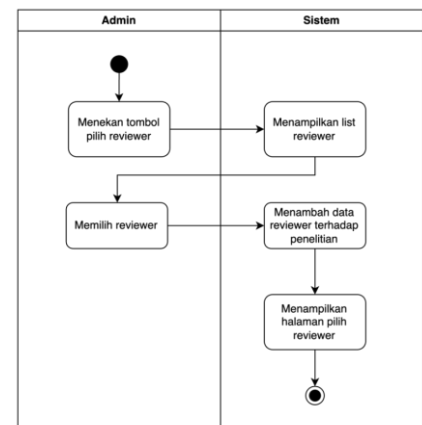 Admin
Sistem
Menekan tombol
pilih reviewer
Menampilkan list
reviewer
Memilih reviewer
Menambah data
reviewer terhadap
penelitian
Menampilkan
halaman pilih
reviewer